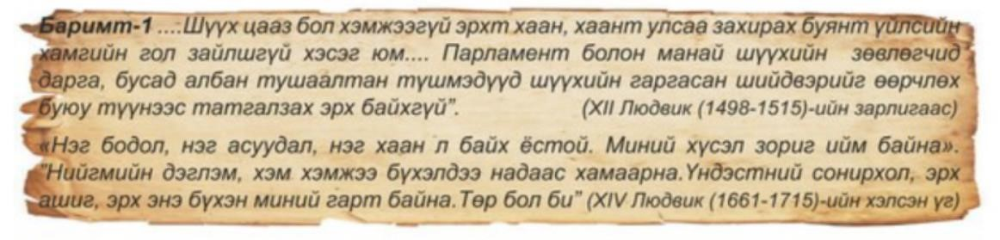 Баримт-1 ....Шүүх цааз бол хэмжээгүй эрхт хаан, хаант улсаа захирах буянт үйлсийн
хамгийн гол зайлшгүй хэсэг юм.... Парламент болон манай шүүхийн зөвлөгчид
дарга, бусад албан тушаалтан түшмэдүүд шүүхийн гаргасан шийдвэрийг өөрчлөх
буюу түүнээс татгалзах эрх байхгүй”. (XII Людвик (1498-1515)-ийн зарлигаас)
«Нэг бодол, нэг асуудал, нэг хаан л байх ёстой. Миний хүсэл зориг ийм байна».
”Нийгмийн дэглэм, хэм хэмжээ бүхэлдээ надаас хамаарна.Үндэстний сонирхол, эрх
ашиг, эрх энэ бүхэн миний гарт байна.Төр бол би” (XIV Людвик (1661-1715)-ийн хэлсэн үг)